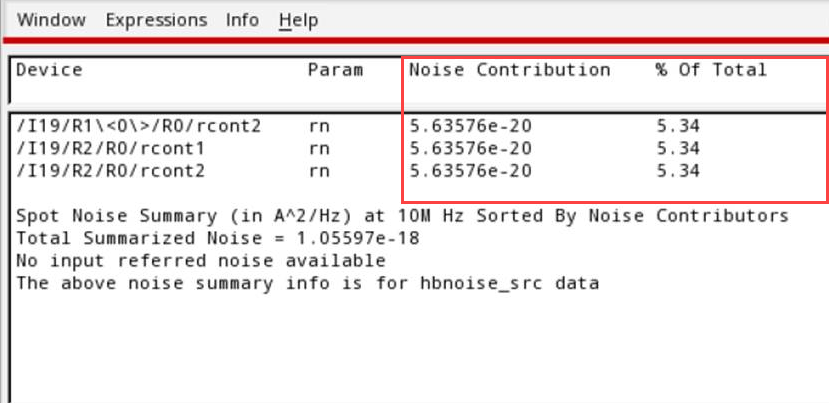 Window Expressions Info Help
Device Param Noise Contribution % Of Total
/I19/R1\<0\>/R0/rcont2 rn 5.63576e-20 5.34
/I19/R2/R0/rcont1 rn 5.63576e-20 5.34
/I19/R2/R0/rcont2 rn 5.63576e-20 5.34
Spot Noise Summary (in A^2/Hz) at 10M Hz Sorted By Noise Contributors
Total Summarized Noise = 1.05597e-18
No input referred noise available
The above noise summary info is for hbnoise_src data